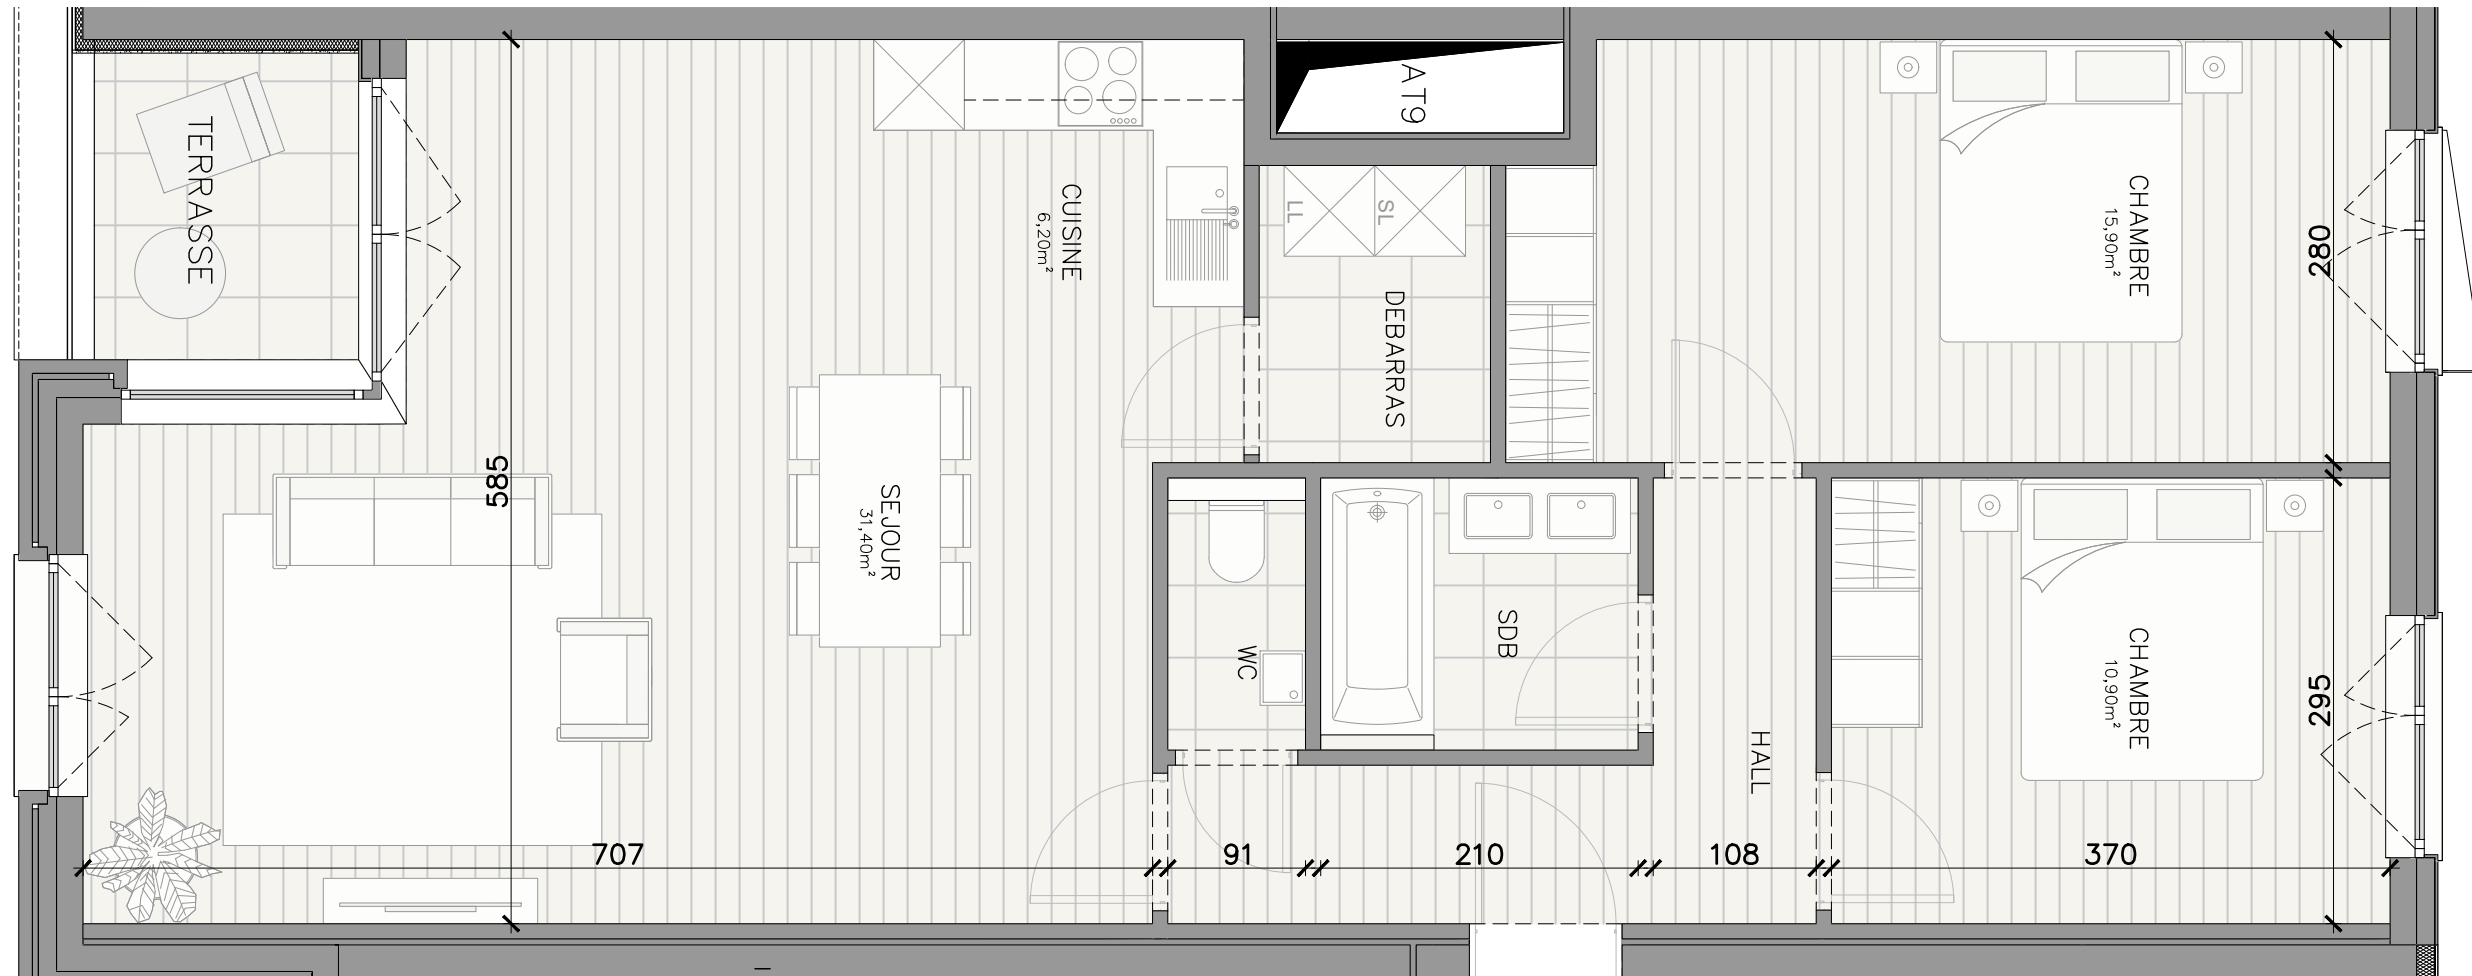 TERRASSE
CUISINE
6,20m²
AT9
LL
SL
DEBARRAS
CHAMBRE
15,90m²
280
585
SEJOUR
31,40m²
WC
SDB
HALL
CHAMBRE
10,90m²
295
707
91
210
108
370